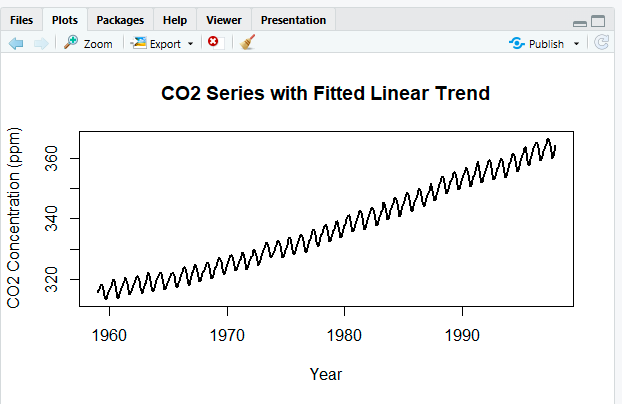 Files Plots Packages Help Viewer Presentation
Zoom Export Publish
CO2 Series with Fitted Linear Trend
CO2 Concentration (ppm)
360
340
320
1960 1970 1980 1990
Year